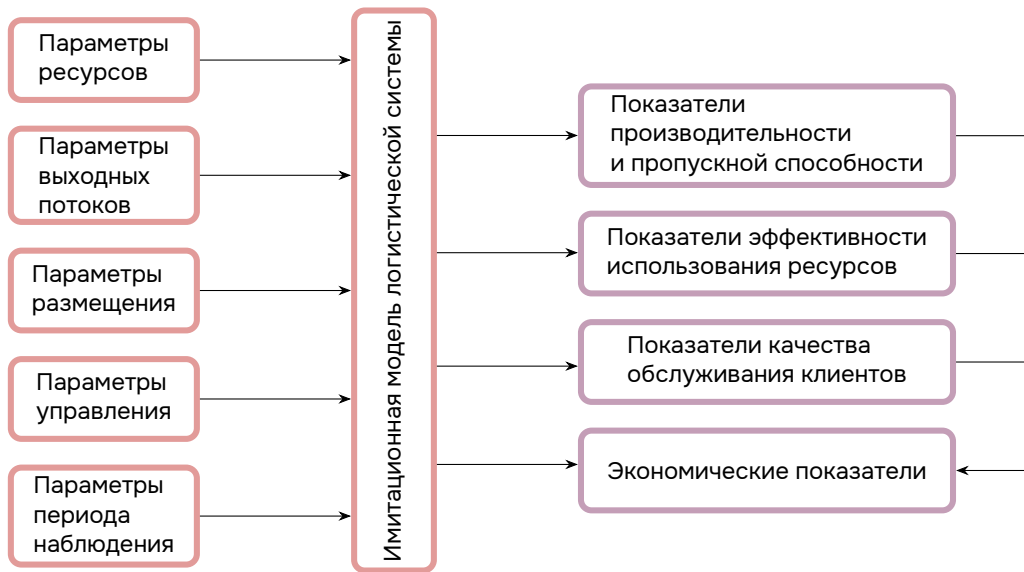 Параметры
ресурсов
Параметры
выходных
потоков
Параметры
размещения
Параметры
управления
Параметры
периода
наблюдения
Имитационная модель логистической системы
Показатели
производительности
и пропускной способности
Показатели эффективности
использования ресурсов
Показатели качества
обслуживания клиентов
Экономические показатели